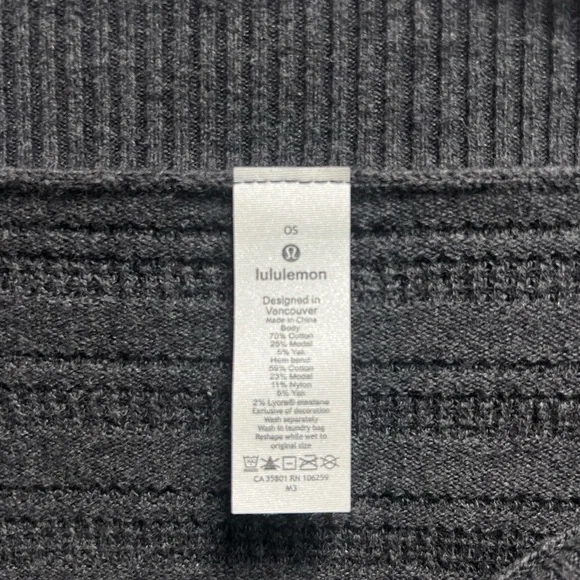 OS
lululemon
Designed in
Vancouver
Made in China
Body
70% Cotton
25% Modal
5% Yak
Hem bend
59% Cotton
23% Modal
11% Nylon
5% Yak
2% Lycra® elastane
Exclusive of decoration
Wash separately
Wash in laundry bag
Reshape while wet to
original size
CA 35801 RN 106259
M3